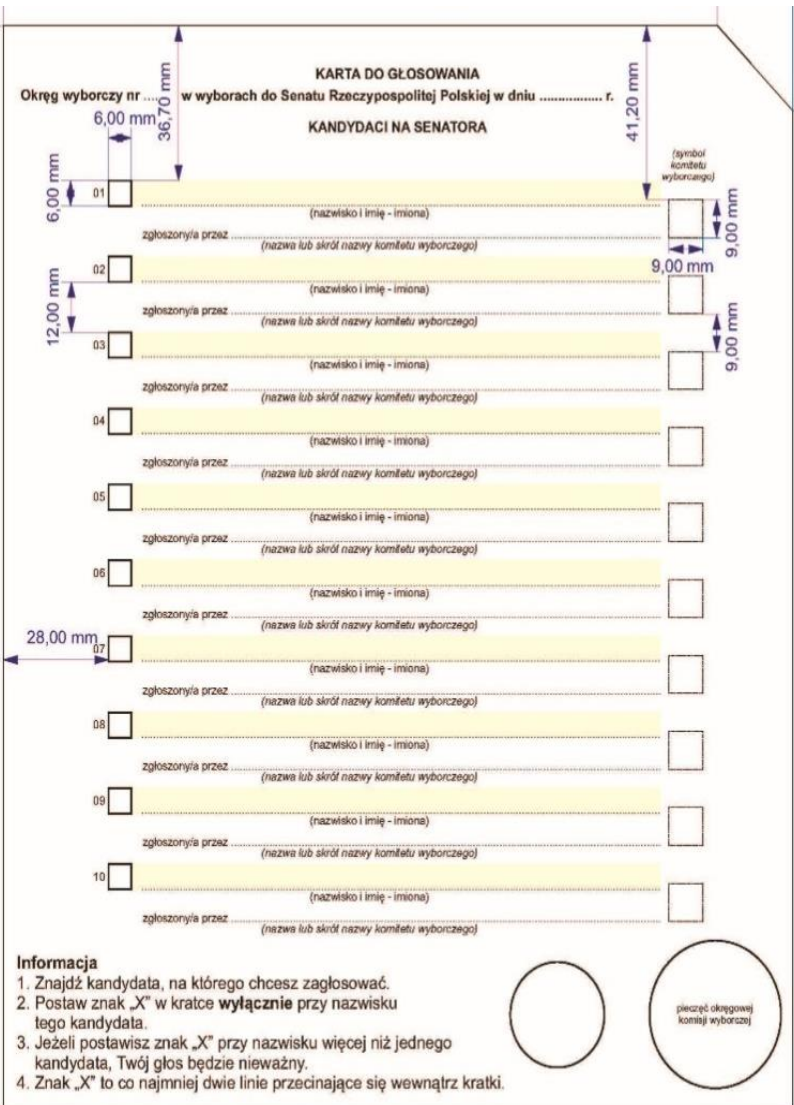 KARTA DO GŁOSOWANIA
Okręg wyborczy nr ..... w wyborach do Senatu Rzeczypospolitej Polskiej w dniu ................. r.
KANDYDACI NA SENATORA
36,70 mm
41,20 mm
6,00 mm
6,00 mm
(symbol
komitetu
wyborczego)
01
(nazwisko i imię - imiona)
zgłoszony/a przez
(nazwa lub skrót nazwy komitetu wyborczego)
9,00 mm
9,00 mm
02
(nazwisko i imię - imiona)
zgłoszony/a przez
(nazwa lub skrót nazwy komitetu wyborczego)
12,00 mm
9,00 mm
03
(nazwisko i imię - imiona)
zgłoszony/a przez
(nazwa lub skrót nazwy komitetu wyborczego)
04
(nazwisko i imię - imiona)
zgłoszony/a przez
(nazwa lub skrót nazwy komitetu wyborczego)
05
(nazwisko i imię - imiona)
zgłoszony/a przez
(nazwa lub skrót nazwy komitetu wyborczego)
06
(nazwisko i imię - imiona)
zgłoszony/a przez
(nazwa lub skrót nazwy komitetu wyborczego)
28,00 mm
07
(nazwisko i imię - imiona)
zgłoszony/a przez
(nazwa lub skrót nazwy komitetu wyborczego)
08
(nazwisko i imię - imiona)
zgłoszony/a przez
(nazwa lub skrót nazwy komitetu wyborczego)
09
(nazwisko i imię - imiona)
zgłoszony/a przez
(nazwa lub skrót nazwy komitetu wyborczego)
10
(nazwisko i imię - imiona)
zgłoszony/a przez
(nazwa lub skrót nazwy komitetu wyborczego)
Informacja
1. Znajdź kandydata, na którego chcesz zagłosować.
2. Postaw znak „X” w kratce wyłącznie przy nazwisku
tego kandydata.
3. Jeżeli postawisz znak „X” przy nazwisku więcej niż jednego
kandydata, Twój głos będzie nieważny.
4. Znak „X” to co najmniej dwie linie przecinające się wewnątrz kratki.
pieczęć okręgowej
komisji wyborczej